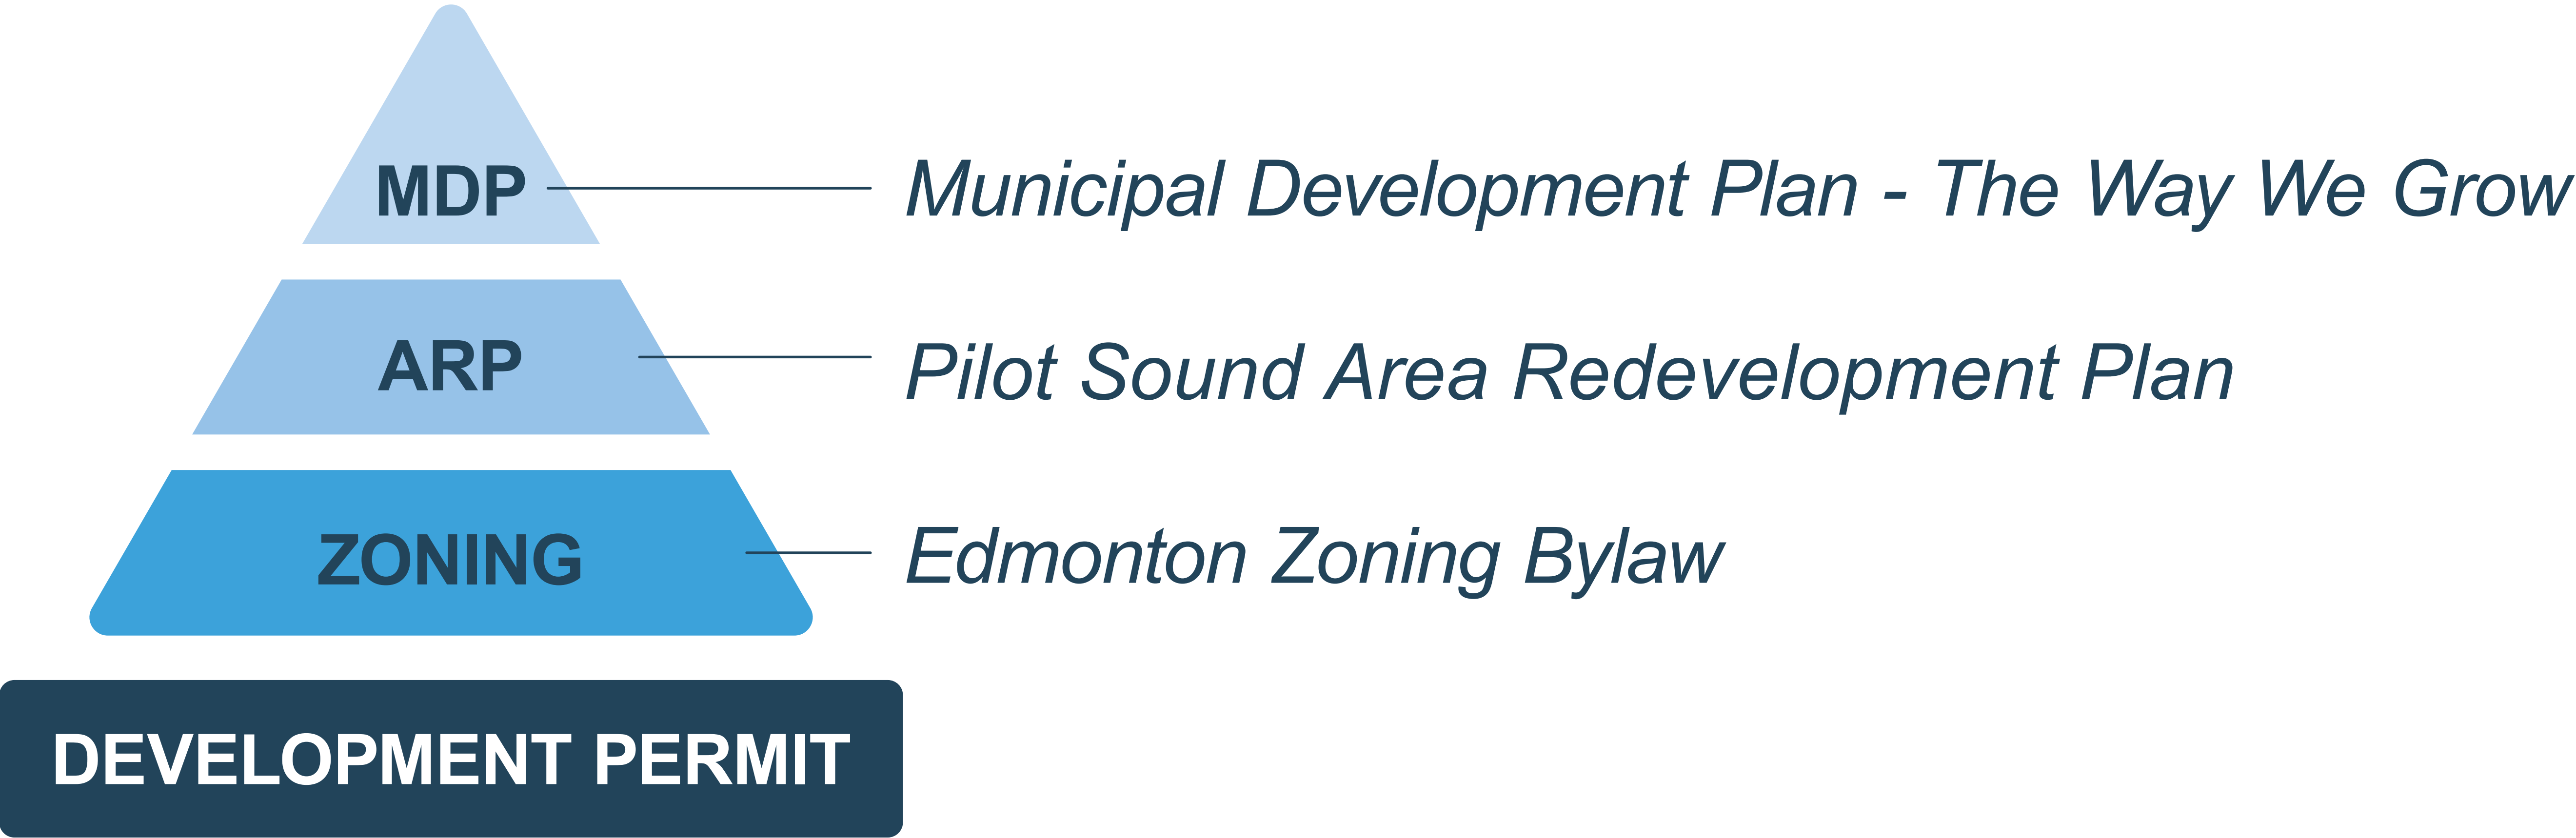 MDP
Municipal Development Plan - The Way We Grow
ARP
Pilot Sound Area Redevelopment Plan
ZONING
Edmonton Zoning Bylaw
DEVELOPMENT PERMIT